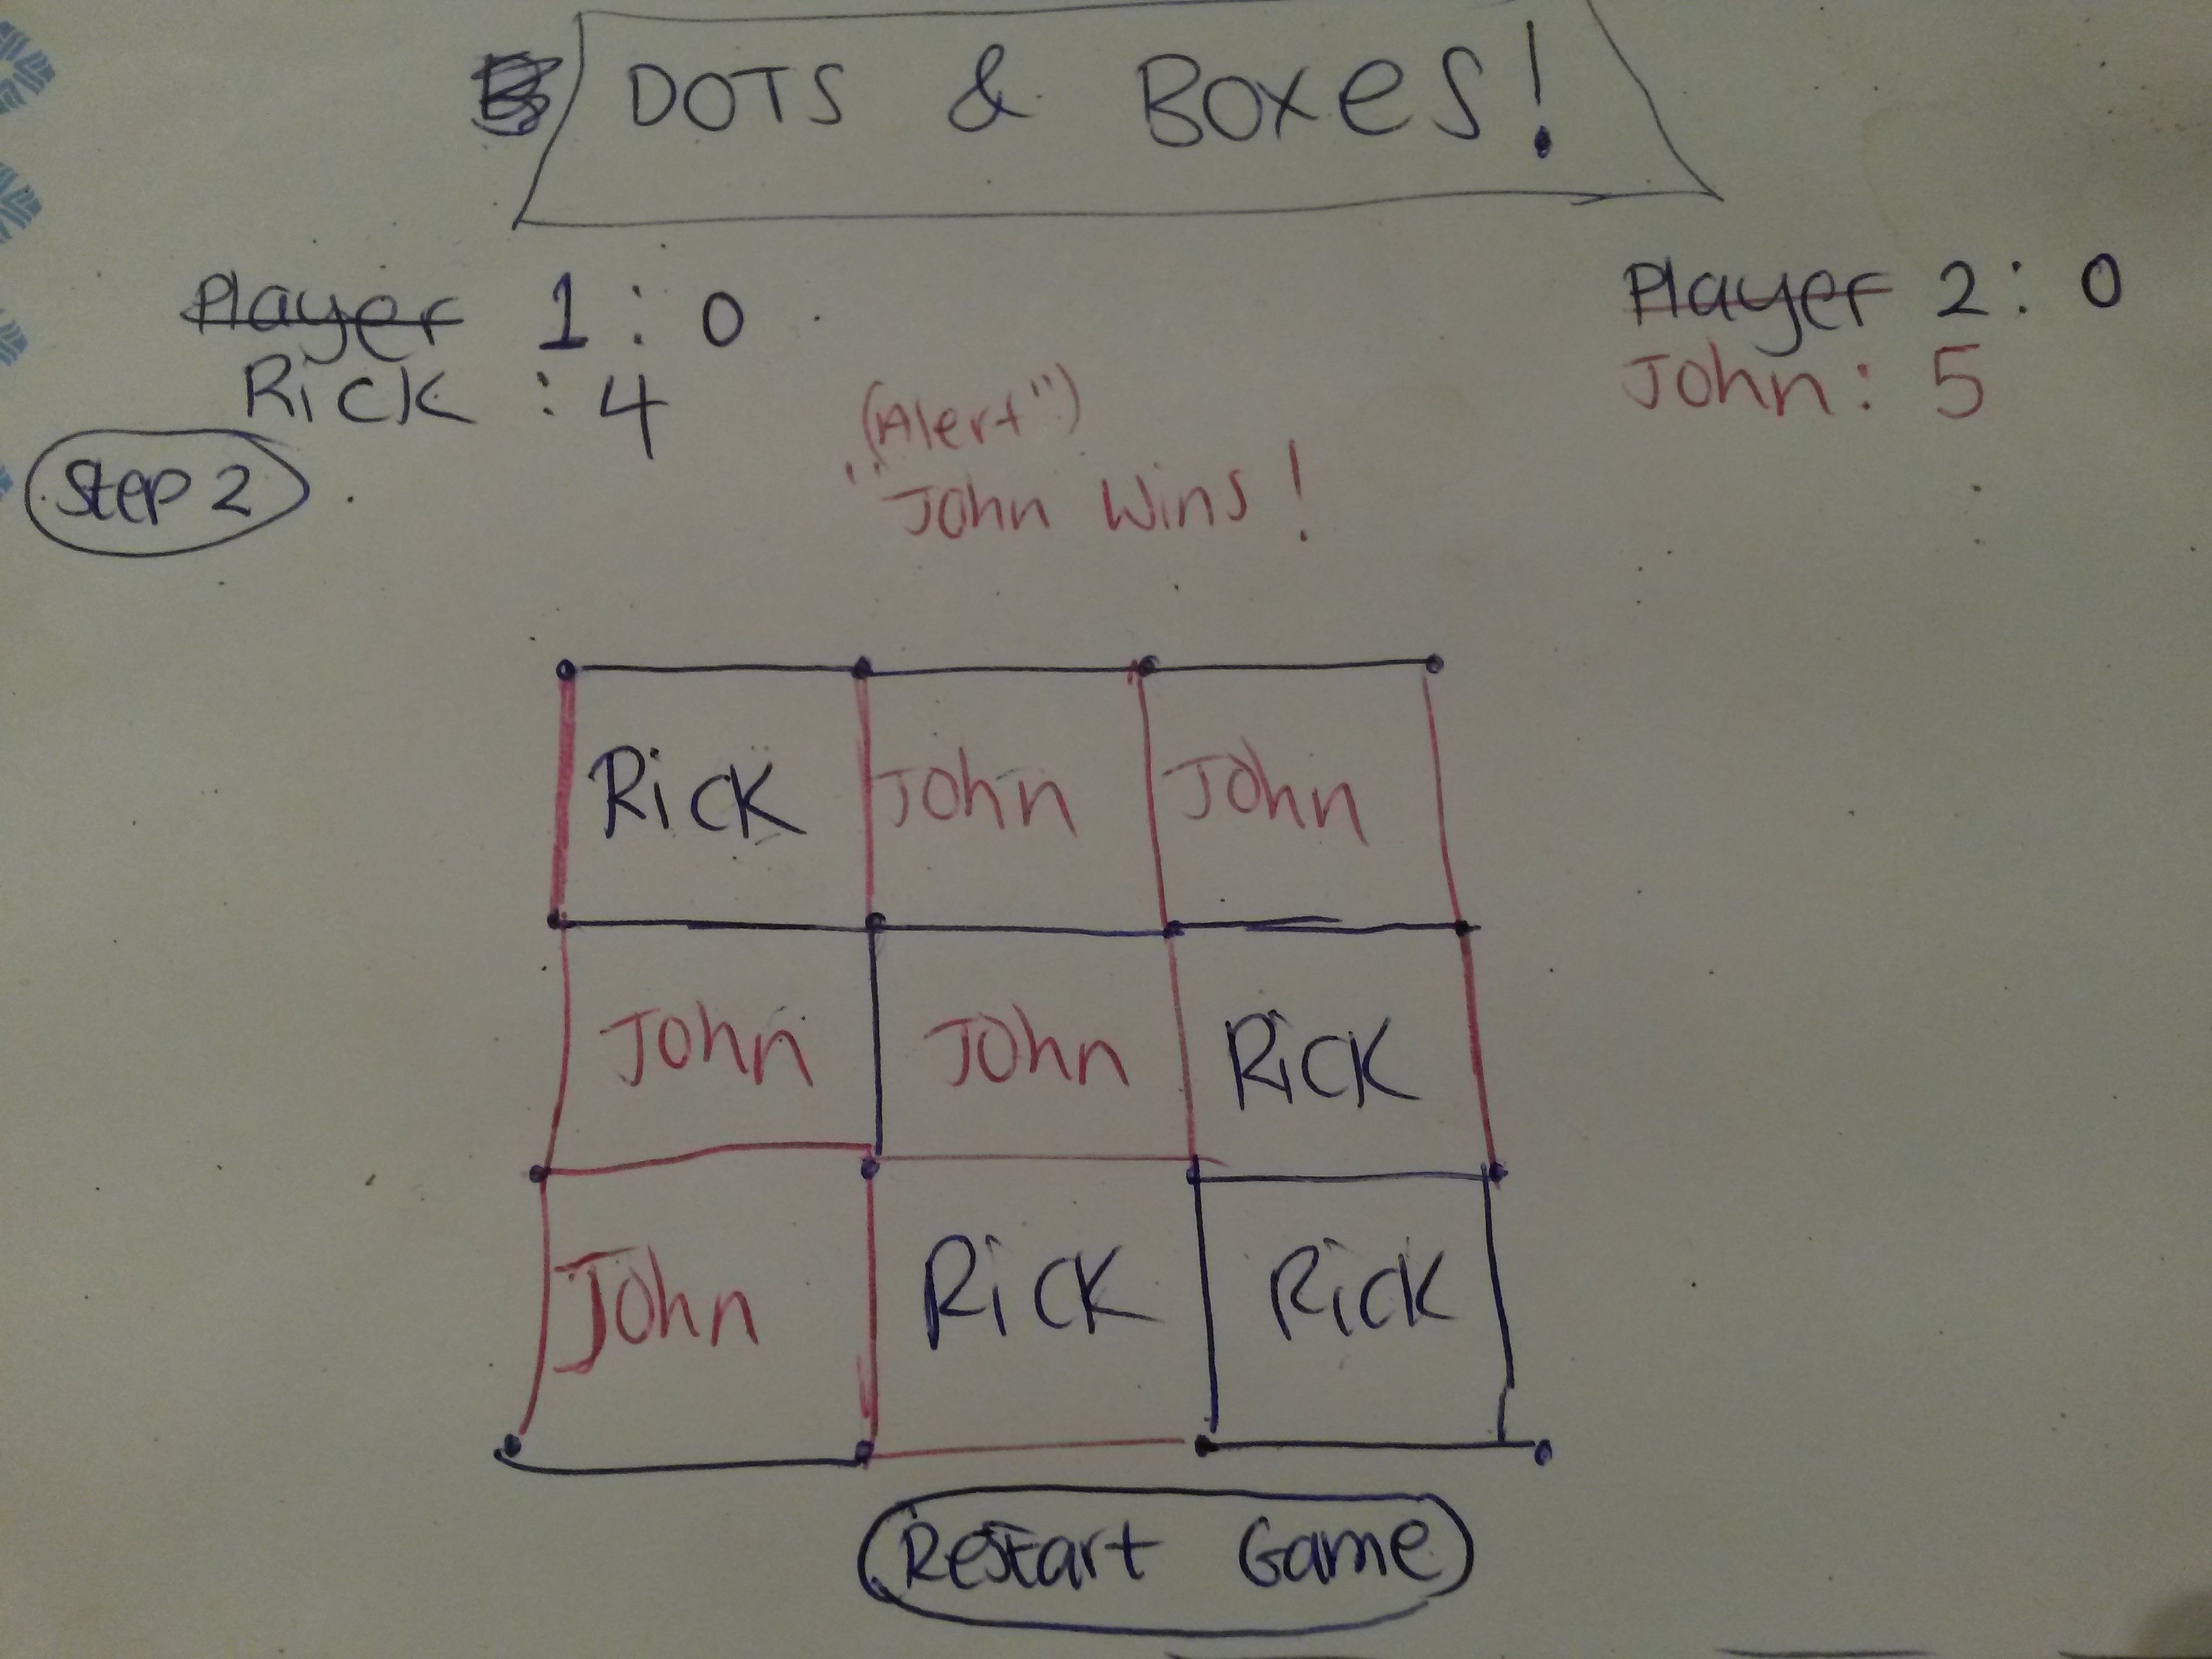 DOTS & BOXES!
Player 1 : 0
Player 2 : 0
Rick : 4
John : 5
Step 2
(Alert")
John Wins!
Rick John John
John John Rick
John Rick Rick
Restart Game